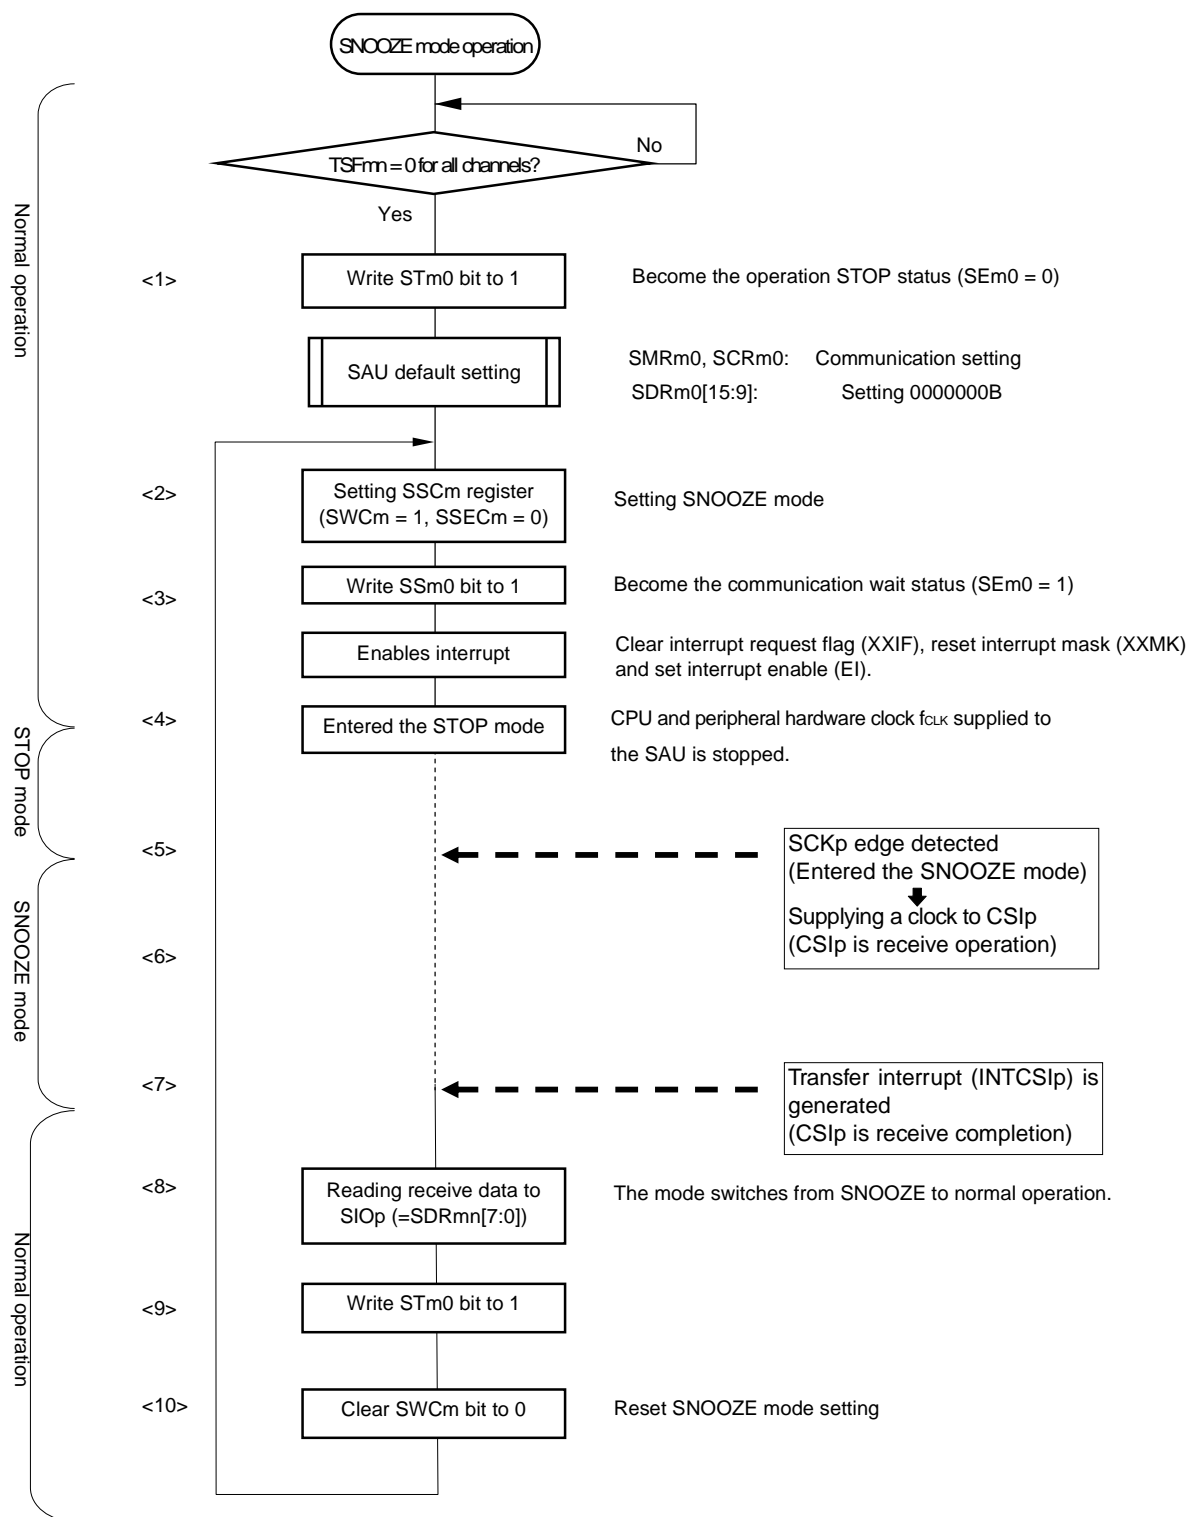 SNOOZE mode operation
No
TSFmn = 0 for all channels?
Yes
Normal operation
<1>
Write STm0 bit to 1
Become the operation STOP status (SEm0 = 0)
SAU default setting
SMRm0, SCRm0: Communication setting
SDRm0[15:9]: Setting 0000000B
<2>
Setting SSCm register
(SWCm = 1, SSECm = 0)
Setting SNOOZE mode
<3>
Write SSm0 bit to 1
Become the communication wait status (SEm0 = 1)
Enables interrupt
Clear interrupt request flag (XXIF), reset interrupt mask (XXMK)
and set interrupt enable (EI).
<4>
Entered the STOP mode
CPU and peripheral hardware clock fCLK supplied to
the SAU is stopped.
STOP mode
<5>
SCKp edge detected
(Entered the SNOOZE mode)
Supplying a clock to CSIp
(CSIp is receive operation)
SNOOZE mode
<6>
<7>
Transfer interrupt (INTCSIp) is
generated
(CSIp is receive completion)
<8>
Reading receive data to
SIOp (=SDRmn[7:0])
The mode switches from SNOOZE to normal operation.
Normal operation
<9>
Write STm0 bit to 1
<10>
Clear SWCm bit to 0
Reset SNOOZE mode setting